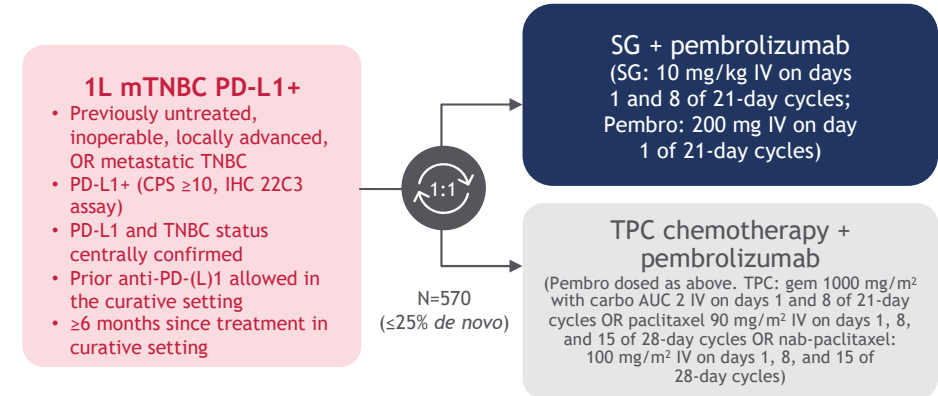 1L mTNBC PD-L1+
• Previously untreated,
inoperable, locally advanced,
OR metastatic TNBC
• PD-L1+ (CPS ≥10, IHC 22C3
assay)
• PD-L1 and TNBC status
centrally confirmed
• Prior anti-PD-(L)1 allowed in
the curative setting
• ≥6 months since treatment in
curative setting
1:1
N=570
(≤25% de novo)
SG + pembrolizumab
(SG: 10 mg/kg IV on days
1 and 8 of 21-day cycles;
Pembro: 200 mg IV on day
1 of 21-day cycles)
TPC chemotherapy +
pembrolizumab
(Pembro dosed as above. TPC: gem 1000 mg/m²
with carbo AUC 2 IV on days 1 and 8 of 21-day
cycles OR paclitaxel 90 mg/m² IV on days 1, 8,
and 15 of 28-day cycles OR nab-paclitaxel:
100 mg/m² IV on days 1, 8, and 15 of
28-day cycles)